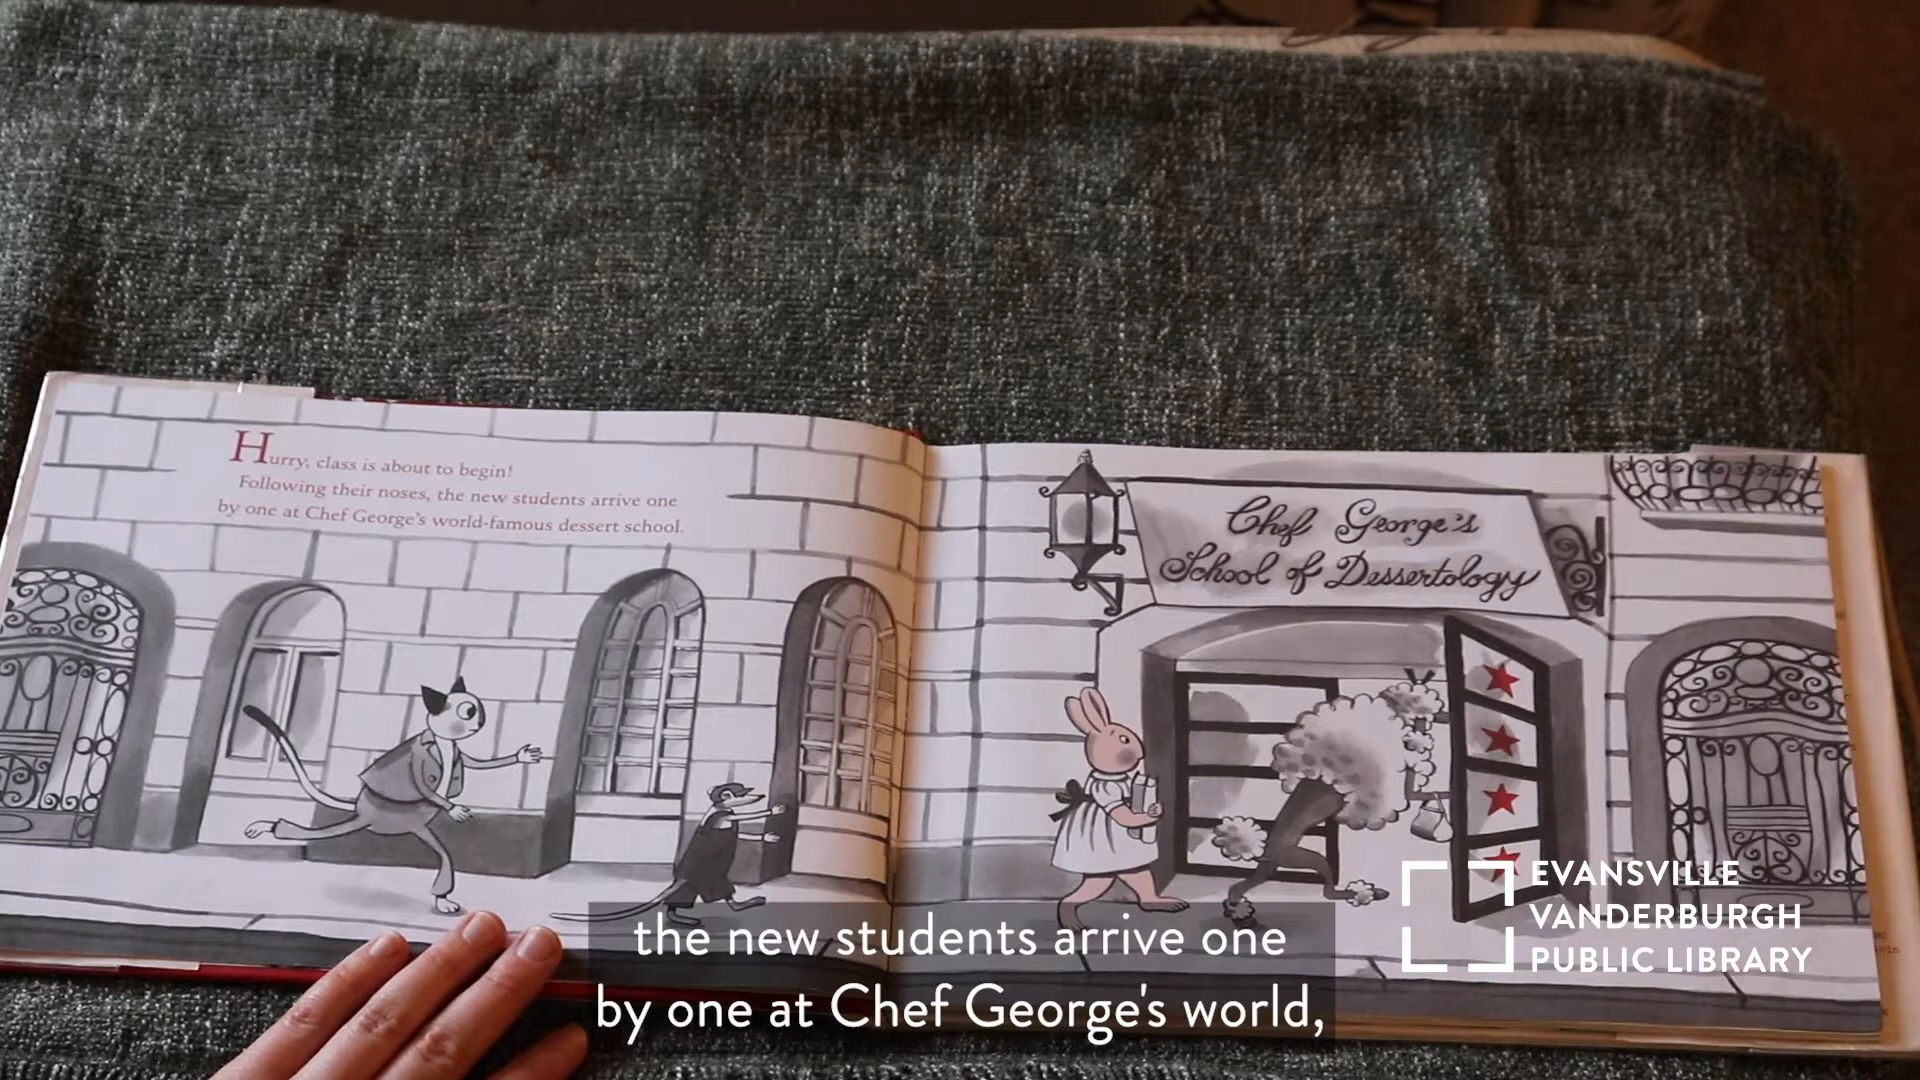 Hurry, class is about to begin!
Following their noses, the new students arrive one
by one at Chef George's world-famous dessert school.
Chef George's
School of Dessertology
the new students arrive one
by one at Chef George's world,
EVANSVILLE
VANDERBURGH
PUBLIC LIBRARY